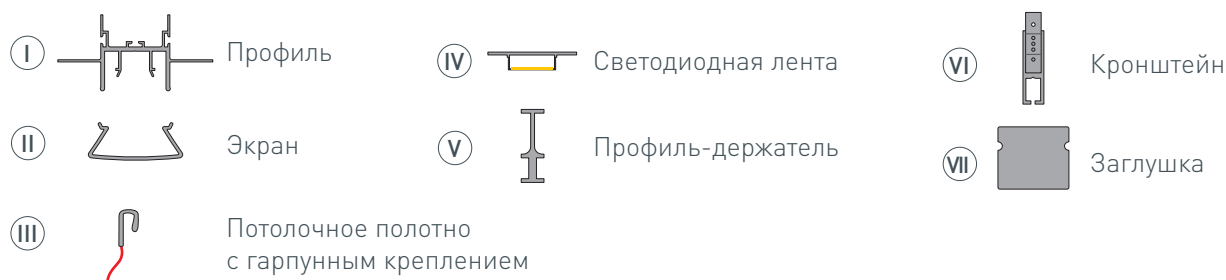 I Профиль
II Экран
III Потолочное полотно
с гарпунным креплением
IV Светодиодная лента
V Профиль-держатель
VI Кронштейн
VII Заглушка